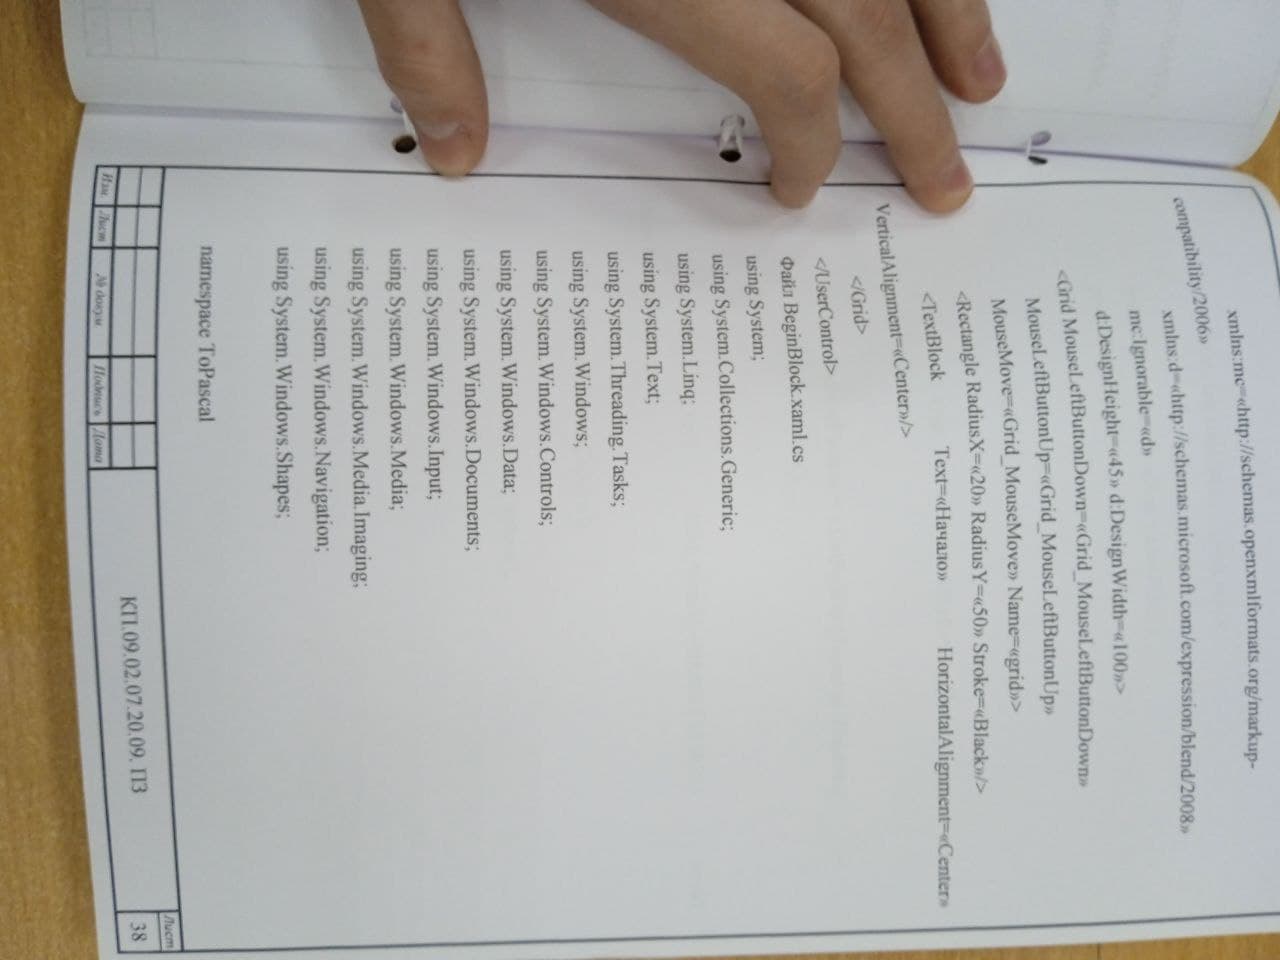 xmlns:mc=«http://schemas.openxmlformats.org/markup-
compatibility/2006»
xmlns:d=«http://schemas.microsoft.com/expression/blend/2008»
mc:Ignorable=«d»
d:DesignHeight=«45» d:DesignWidth=«100»>
<Grid MouseLeftButtonDown=«Grid_MouseLeftButtonDown»
MouseLeftButtonUp=«Grid_MouseLeftButtonUp»
MouseMove=«Grid_MouseMove» Name=«grid»>
<Rectangle RadiusX=«20» RadiusY=«50» Stroke=«Black»/>
<TextBlock Text=«Начало» HorizontalAlignment=«Center»
VerticalAlignment=«Center»/>
</Grid>
</UserControl>
Файл BeginBlock.xaml.cs
using System;
using System.Collections.Generic;
using System.Linq;
using System.Text;
using System.Threading.Tasks;
using System.Windows;
using System.Windows.Controls;
using System.Windows.Data;
using System.Windows.Documents;
using System.Windows.Input;
using System.Windows.Media;
using System.Windows.Media.Imaging;
using System.Windows.Navigation;
using System.Windows.Shapes;
namespace ToPascal
КП.09.02.07.20.09. ПЗ
Лист
38
Изм. Лист № докум Подпись Дата